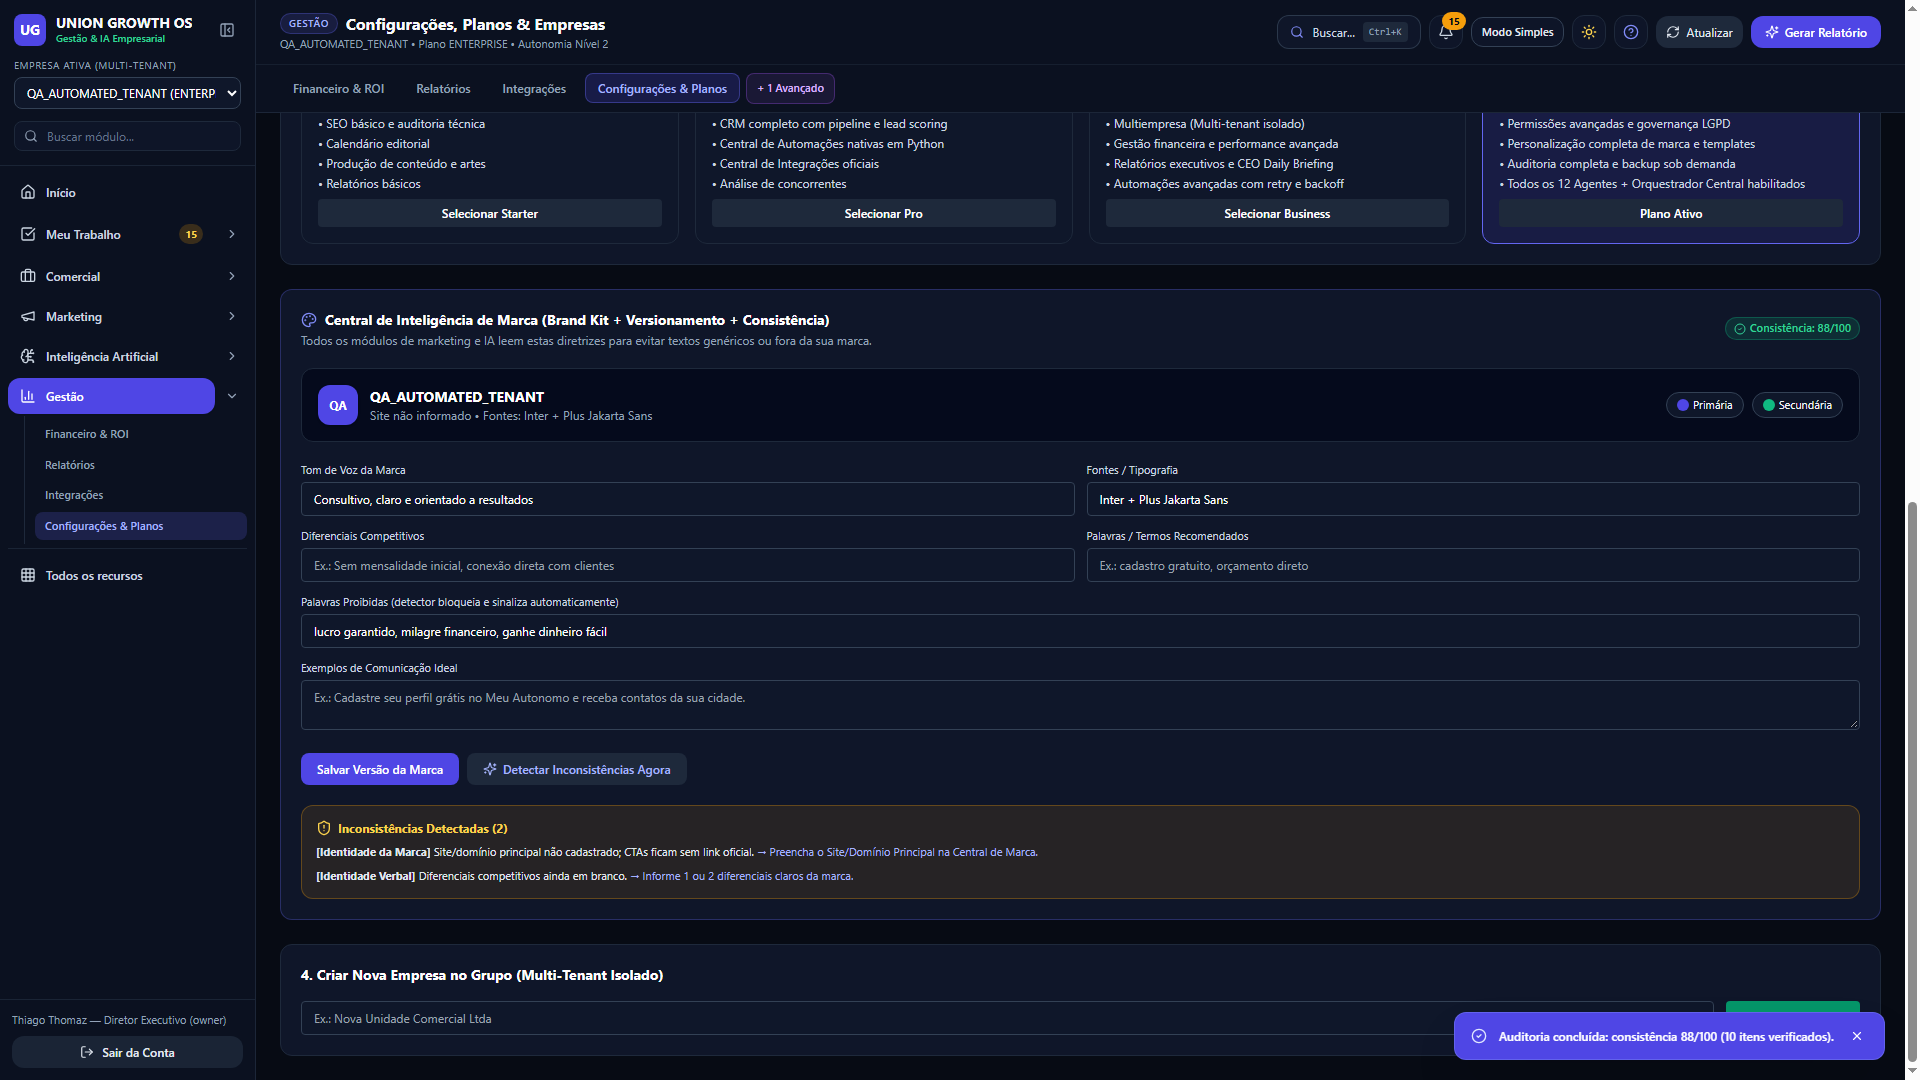 UG
UNION GROWTH OS
Gestão & IA Empresarial
EMPRESA ATIVA (MULTI-TENANT)
QA_AUTOMATED_TENANT (ENTERP
Buscar módulo...
Início
Meu Trabalho
15
Comercial
Marketing
Inteligência Artificial
Gestão
Financeiro & ROI
Relatórios
Integrações
Configurações & Planos
Todos os recursos
Thiago Thomaz — Diretor Executivo (owner)
Sair da Conta
GESTÃO
Configurações, Planos & Empresas
QA_AUTOMATED_TENANT • Plano ENTERPRISE • Autonomia Nível 2
Buscar...
Ctrl+K
15
Modo Simples
Atualizar
Gerar Relatório
Financeiro & ROI
Relatórios
Integrações
Configurações & Planos
+ 1 Avançado
• SEO básico e auditoria técnica
• Calendário editorial
• Produção de conteúdo e artes
• Relatórios básicos
Selecionar Starter
• CRM completo com pipeline e lead scoring
• Central de Automações nativas em Python
• Central de Integrações oficiais
• Análise de concorrentes
Selecionar Pro
• Multiempresa (Multi-tenant isolado)
• Gestão financeira e performance avançada
• Relatórios executivos e CEO Daily Briefing
• Automações avançadas com retry e backoff
Selecionar Business
• Permissões avançadas e governança LGPD
• Personalização completa de marca e templates
• Auditoria completa e backup sob demanda
• Todos os 12 Agentes + Orquestrador Central habilitados
Plano Ativo
Central de Inteligência de Marca (Brand Kit + Versionamento + Consistência)
Todos os módulos de marketing e IA leem estas diretrizes para evitar textos genéricos ou fora da sua marca.
Consistência: 88/100
QA
QA_AUTOMATED_TENANT
Site não informado • Fontes: Inter + Plus Jakarta Sans
Primária
Secundária
Tom de Voz da Marca
Consultivo, claro e orientado a resultados
Fontes / Tipografia
Inter + Plus Jakarta Sans
Diferenciais Competitivos
Ex.: Sem mensalidade inicial, conexão direta com clientes
Palavras / Termos Recomendados
Ex.: cadastro gratuito, orçamento direto
Palavras Proibidas (detector bloqueia e sinaliza automaticamente)
lucro garantido, milagre financeiro, ganhe dinheiro fácil
Exemplos de Comunicação Ideal
Ex.: Cadastre seu perfil grátis no Meu Autonomo e receba contatos da sua cidade.
Salvar Versão da Marca
Detectar Inconsistências Agora
Inconsistências Detectadas (2)
[Identidade da Marca] Site/domínio principal não cadastrado; CTAs ficam sem link oficial. → Preencha o Site/Domínio Principal na Central de Marca.
[Identidade Verbal] Diferenciais competitivos ainda em branco. → Informe 1 ou 2 diferenciais claros da marca.
4. Criar Nova Empresa no Grupo (Multi-Tenant Isolado)
Ex.: Nova Unidade Comercial Ltda
Auditoria concluída: consistência 88/100 (10 itens verificados).